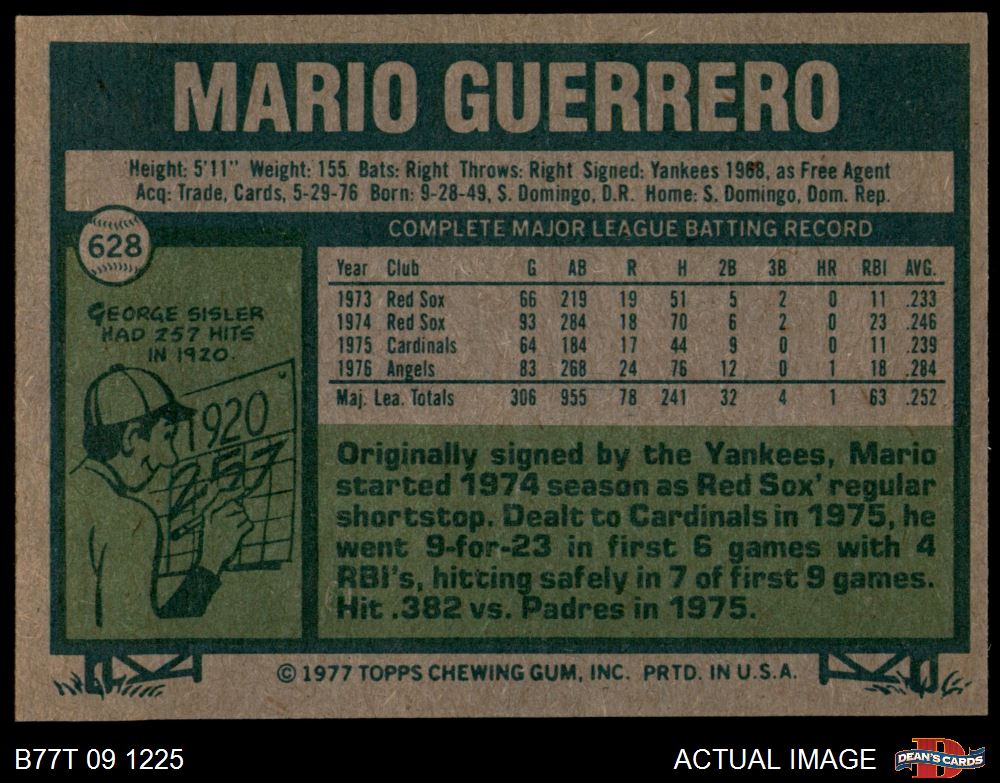 MARIO GUERRERO
Height: 5'11" Weight: 155 Bats: Right Throws: Right Signed: Yankees 1968, as Free Agent
Acq: Trade, Cards, 5-29-76 Born: 9-28-49, S. Domingo, D.R. Home: S. Domingo, Dom. Rep.
628
GEORGE SISLER
HAD 257 HITS
IN 1920.
1920
257
COMPLETE MAJOR LEAGUE BATTING RECORD
Year Club G AB R H 2B 3B HR RBI AVG.
1973 Red Sox 66 219 19 51 5 2 0 11 .233
1974 Red Sox 93 284 18 70 6 2 0 23 .246
1975 Cardinals 64 184 17 44 9 0 0 11 .239
1976 Angels 83 268 24 76 12 0 1 18 .284
Maj. Lea. Totals 306 955 78 241 32 4 1 63 .252
Originally signed by the Yankees, Mario
started 1974 season as Red Sox' regular
shortstop. Dealt to Cardinals in 1975, he
went 9-for-23 in first 6 games with 4
RBI's, hitting safely in 7 of first 9 games.
Hit .382 vs. Padres in 1975.
© 1977 TOPPS CHEWING GUM, INC. PRTD. IN U.S.A.
B77T 09 1225
ACTUAL IMAGE
D
DEAN'S CARDS